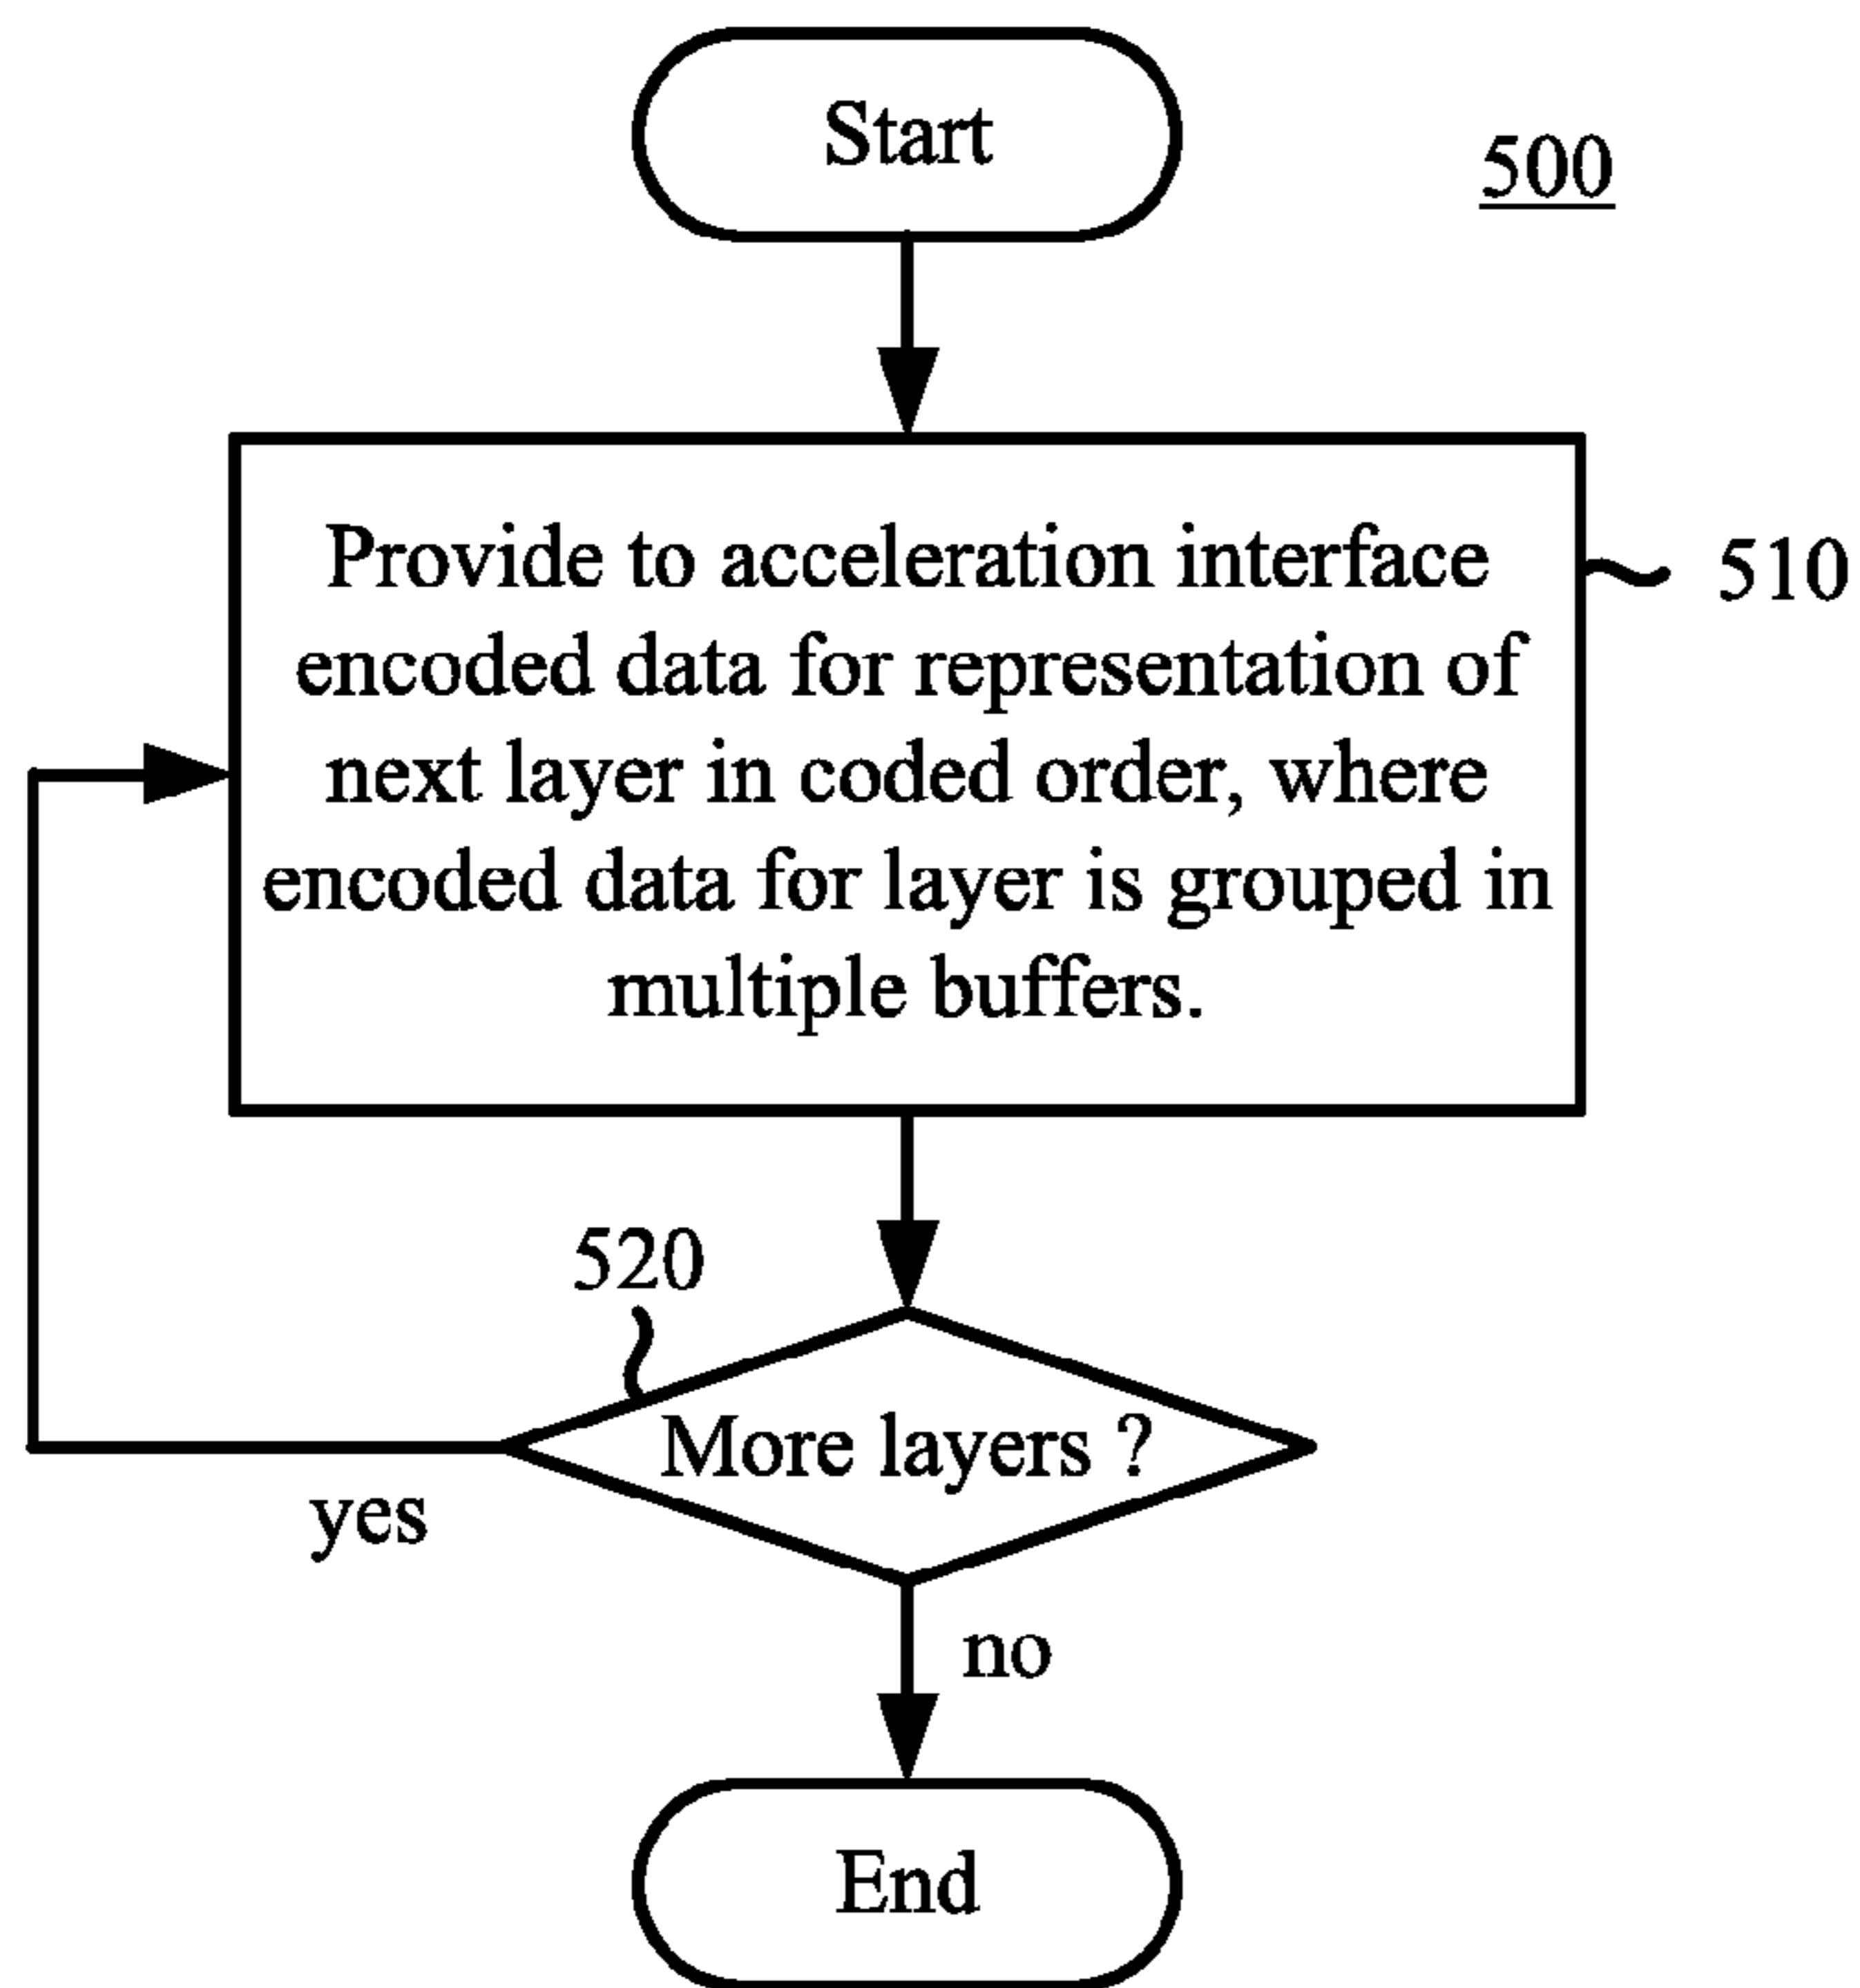 Start
500
Provide to acceleration interface
encoded data for representation of
next layer in coded order, where
encoded data for layer is grouped in
multiple buffers.
510
520
More layers ?
yes
no
End